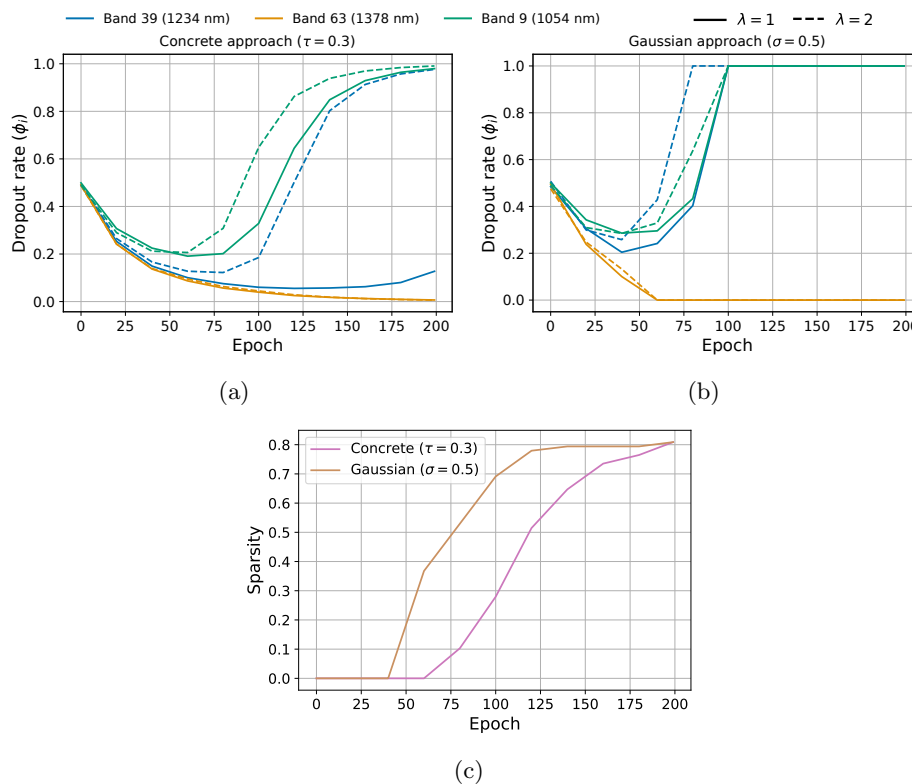 Band 39 (1234 nm) Band 63 (1378 nm) Band 9 (1054 nm) λ = 1 λ = 2
Concrete approach (τ = 0.3)
1.0
0.8
0.6
0.4
0.2
0.0
Dropout rate (ϕi)
0 25 50 75 100 125 150 175 200
Epoch
(a)
Gaussian approach (σ = 0.5)
1.0
0.8
0.6
0.4
0.2
0.0
Dropout rate (ϕi)
0 25 50 75 100 125 150 175 200
Epoch
(b)
Concrete (τ = 0.3)
Gaussian (σ = 0.5)
0.8
0.7
0.6
0.5
0.4
0.3
0.2
0.1
0.0
Sparsity
0 25 50 75 100 125 150 175 200
Epoch
(c)